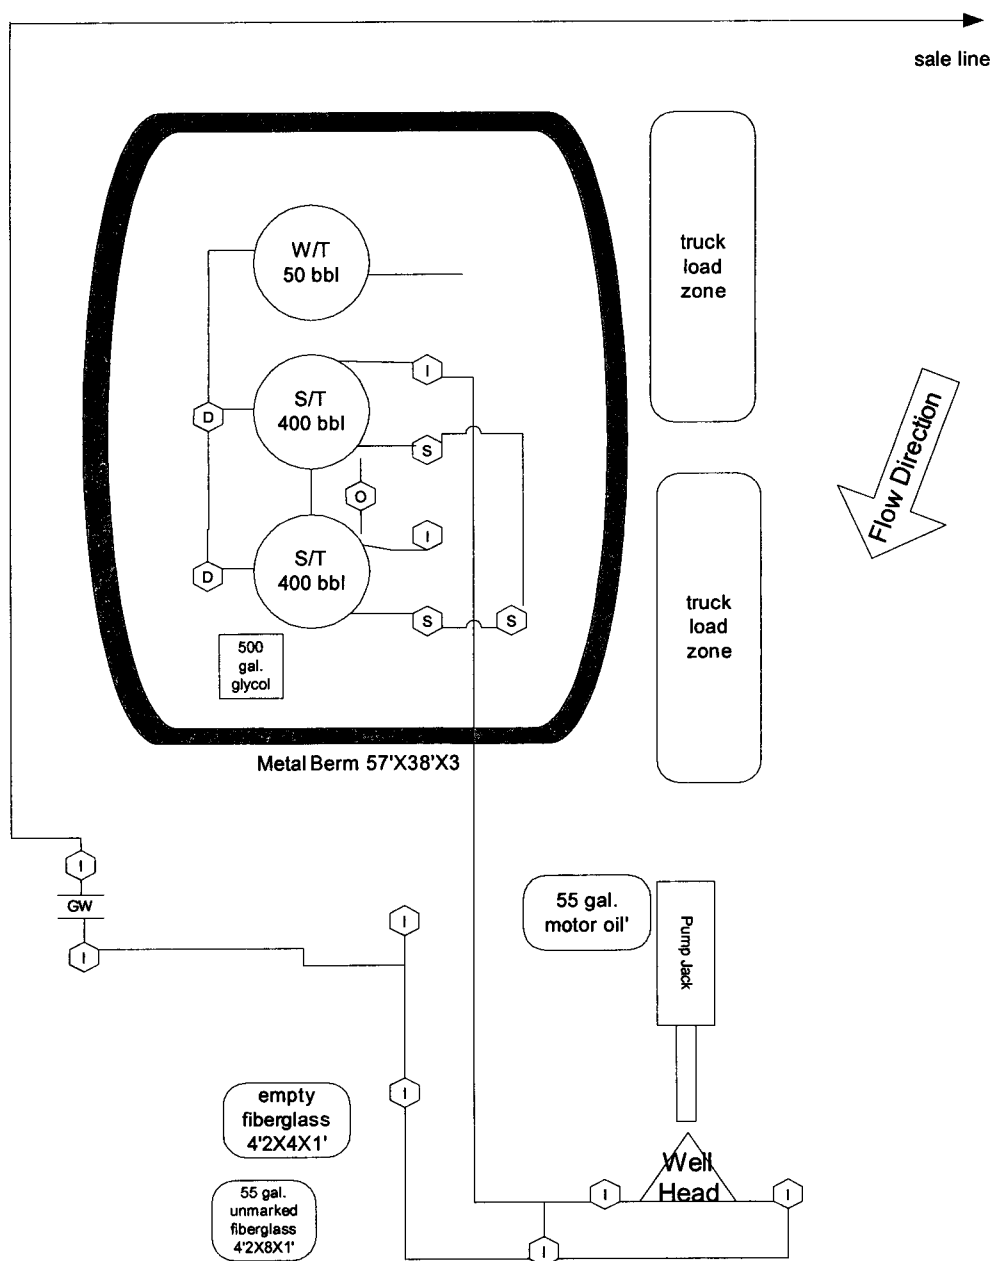 sale line
W/T
50 bbl
truck
load
zone
I
S/T
400 bbl
D
S
O
Flow Direction
I
S/T
400 bbl
D
S
S
truck
load
zone
500
gal.
glycol
Metal Berm 57'X38'X3
I
GW
I
I
55 gal.
motor oil'
Pump Jack
I
empty
fiberglass
4'2X4X1'
Well
Head
I
I
55 gal.
unmarked
fiberglass
4'2X8X1'
I